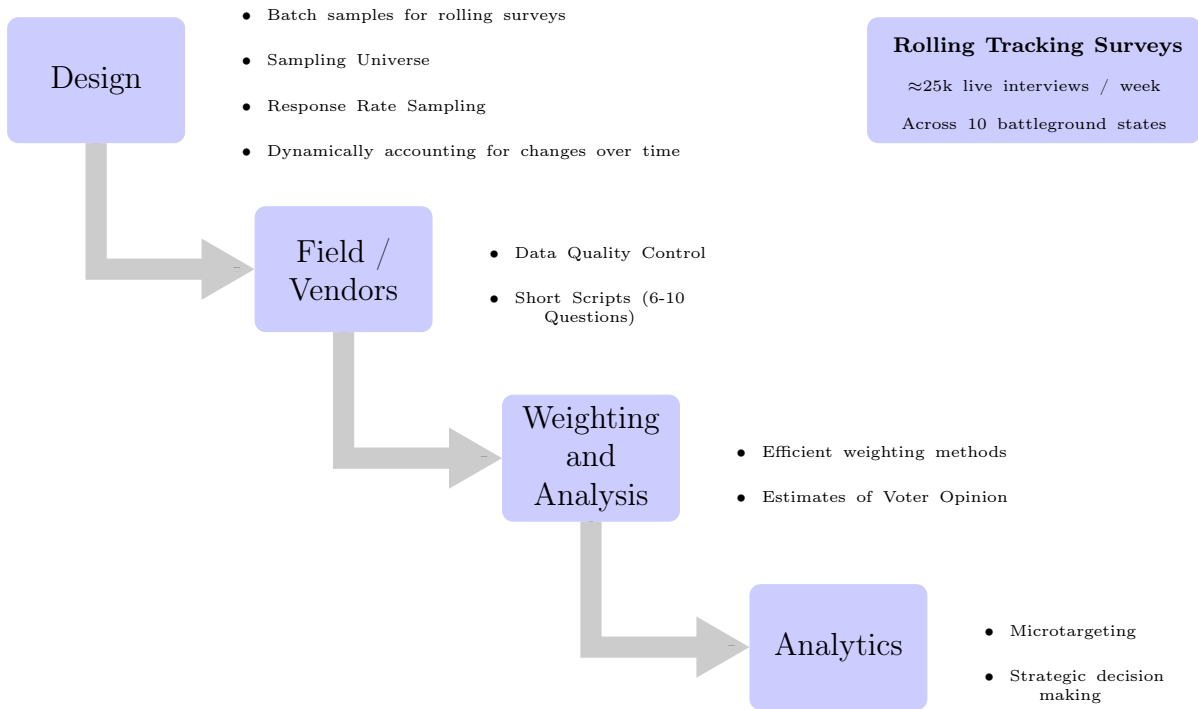 Design
• Batch samples for rolling surveys
• Sampling Universe
• Response Rate Sampling
• Dynamically accounting for changes over time
Rolling Tracking Surveys
≈25k live interviews / week
Across 10 battleground states
Field /
Vendors
• Data Quality Control
• Short Scripts (6-10
Questions)
Weighting
and
Analysis
• Efficient weighting methods
• Estimates of Voter Opinion
Analytics
• Microtargeting
• Strategic decision
making